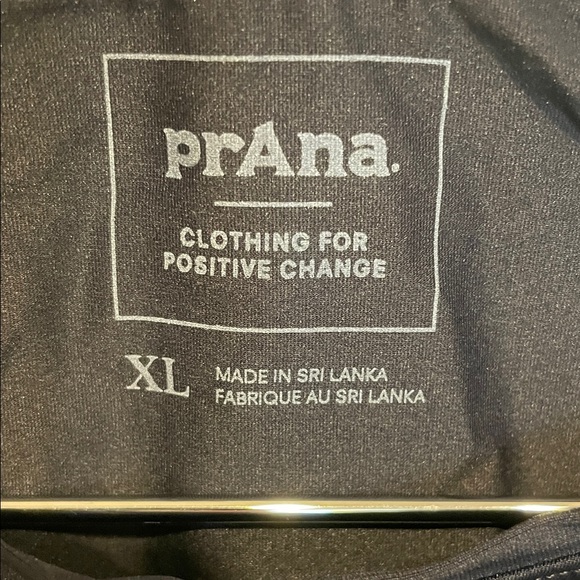 prAna.
CLOTHING FOR
POSITIVE CHANGE
XL
MADE IN SRI LANKA
FABRIQUE AU SRI LANKA